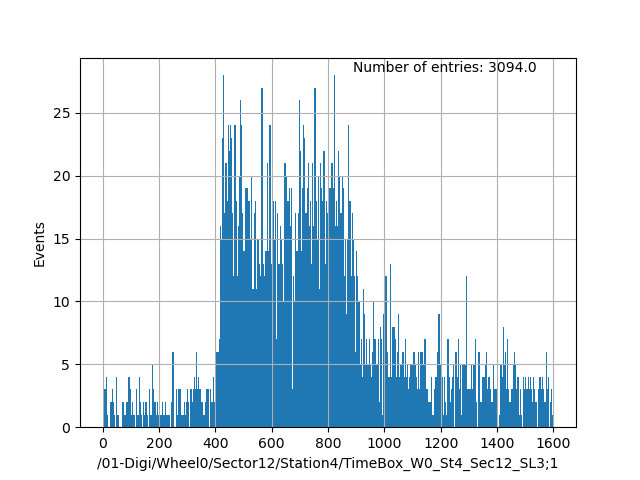 Number of entries: 3094.0
25
20
15
10
5
0
Events
0 200 400 600 800 1000 1200 1400 1600
/01-Digi/Wheel0/Sector12/Station4/TimeBox_W0_St4_Sec12_SL3;1